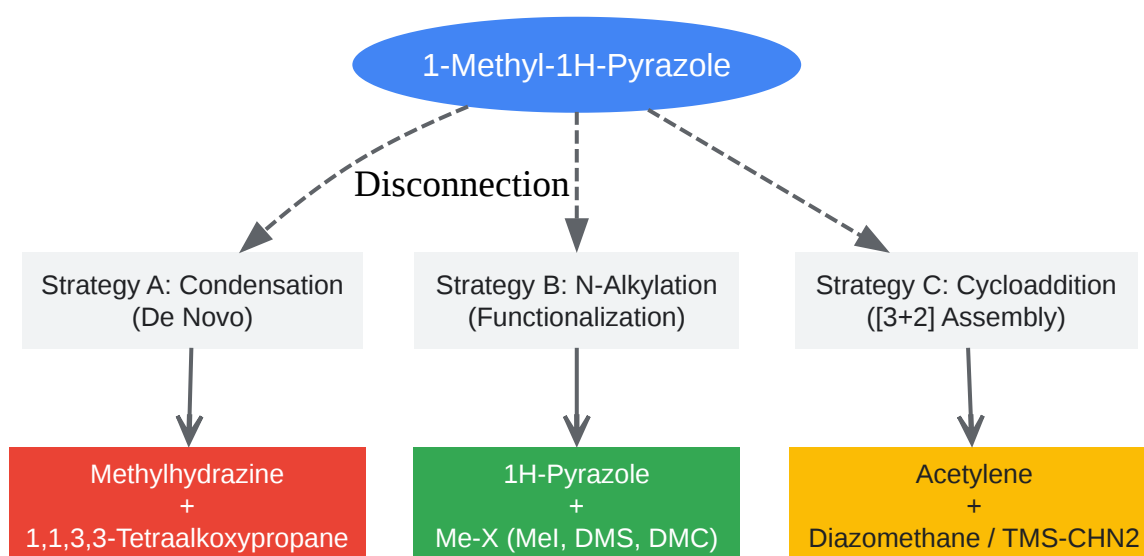 1-Methyl-1H-Pyrazole
Disconnection
Strategy A: Condensation
(De Novo)
Strategy B: N-Alkylation
(Functionalization)
Strategy C: Cycloaddition
([3+2] Assembly)
Methylhydrazine
+
1,1,3,3-Tetraalkoxypropane
1H-Pyrazole
+
Me-X (MeI, DMS, DMC)
Acetylene
+
Diazomethane / TMS-CHN2